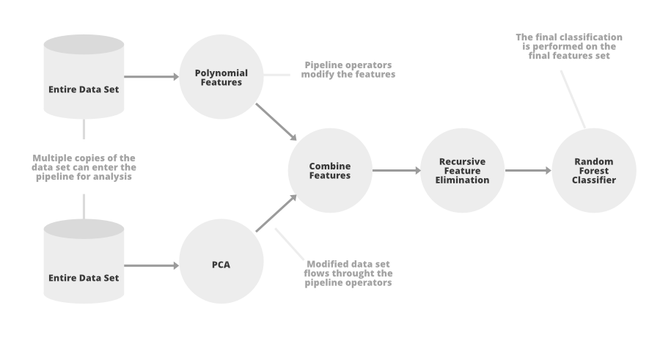 Entire Data Set
Polynomial
Features
Pipeline operators
modify the features
The final classification
is performed on the
final features set
Multiple copies of the
data set can enter the
pipeline for analysis
Combine
Features
Recursive
Feature
Elimination
Random
Forest
Classifier
Entire Data Set
PCA
Modified data set
flows throught the
pipeline operators